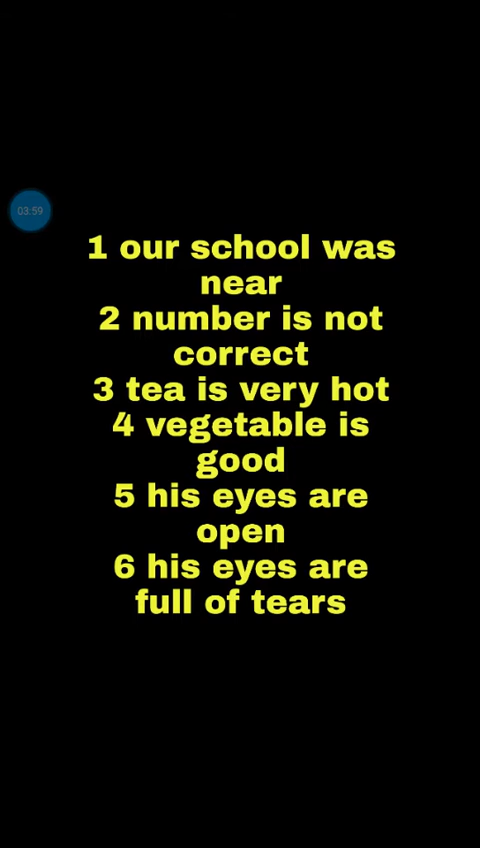 03:59
1 our school was
near
2 number is not
correct
3 tea is very hot
4 vegetable is
good
5 his eyes are
open
6 his eyes are
full of tears